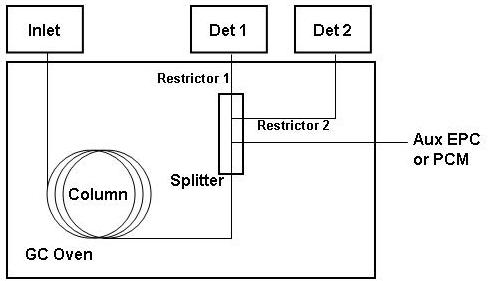 Inlet
Det 1
Det 2
Restrictor 1
Restrictor 2
Aux EPC
or PCM
Splitter
Column
GC Oven